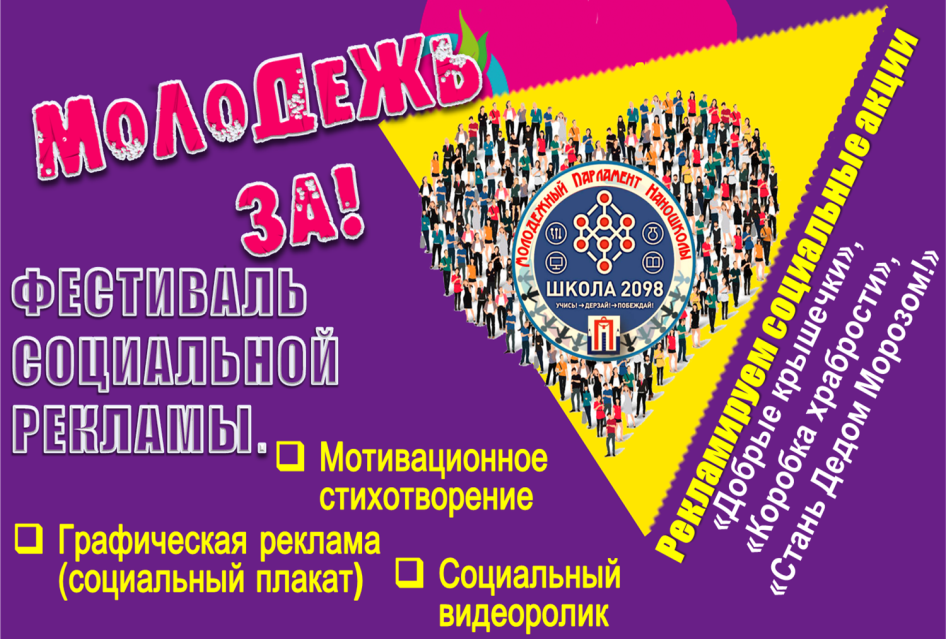 МолоДежь
ЗА!
ФЕСТИВАЛЬ
СОЦИАЛЬНОЙ
РЕКЛАМЫ.
Молодежный Парламент Наношколы
ШКОЛА 2098
УЧИСЬ! → ДЕРЗАЙ! → ПОБЕЖДАЙ!
Рекламируем социальные акции
«Добрые крышечки»,
«Коробка храбрости»,
«Стань Дедом Морозом!»
Мотивационное
стихотворение
Графическая реклама
(социальный плакат)
Социальный
видеоролик